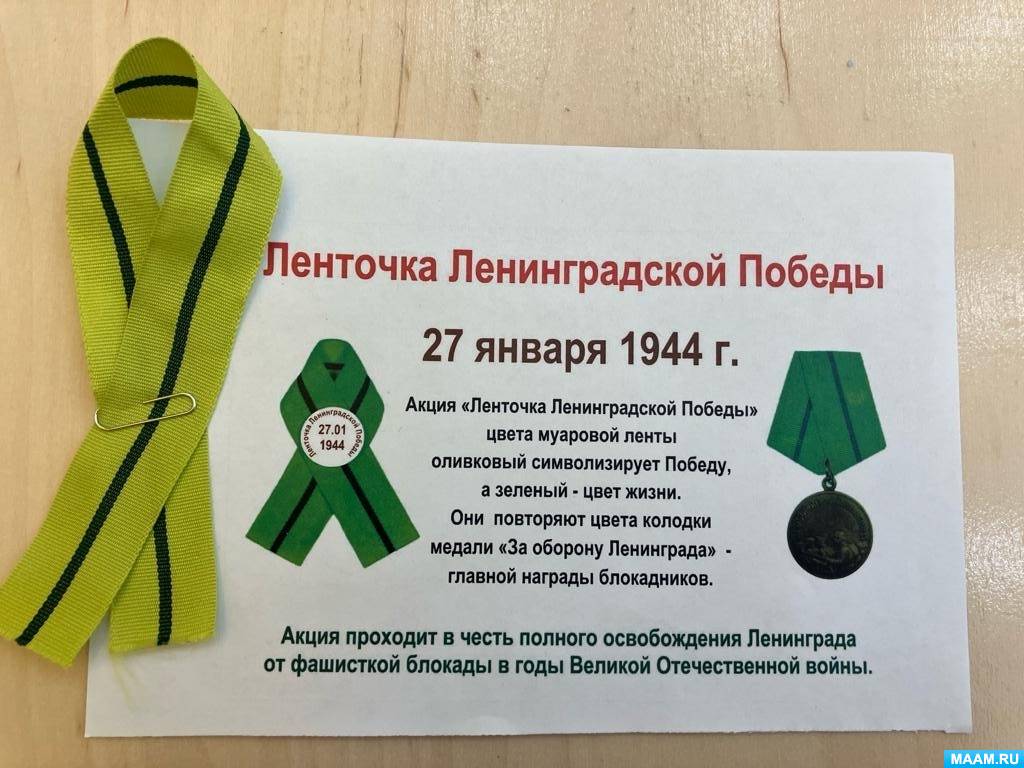 Ленточка Ленинградской Победы
27 января 1944 г.
Ленточка Ленинградской Победы
27.01
1944
Акция «Ленточка Ленинградской Победы»
цвета муаровой ленты
оливковый символизирует Победу,
а зеленый - цвет жизни.
Они повторяют цвета колодки
медали «За оборону Ленинграда» -
главной награды блокадников.
Акция проходит в честь полного освобождения Ленинграда
от фашисткой блокады в годы Великой Отечественной войны.
MAAM.RU